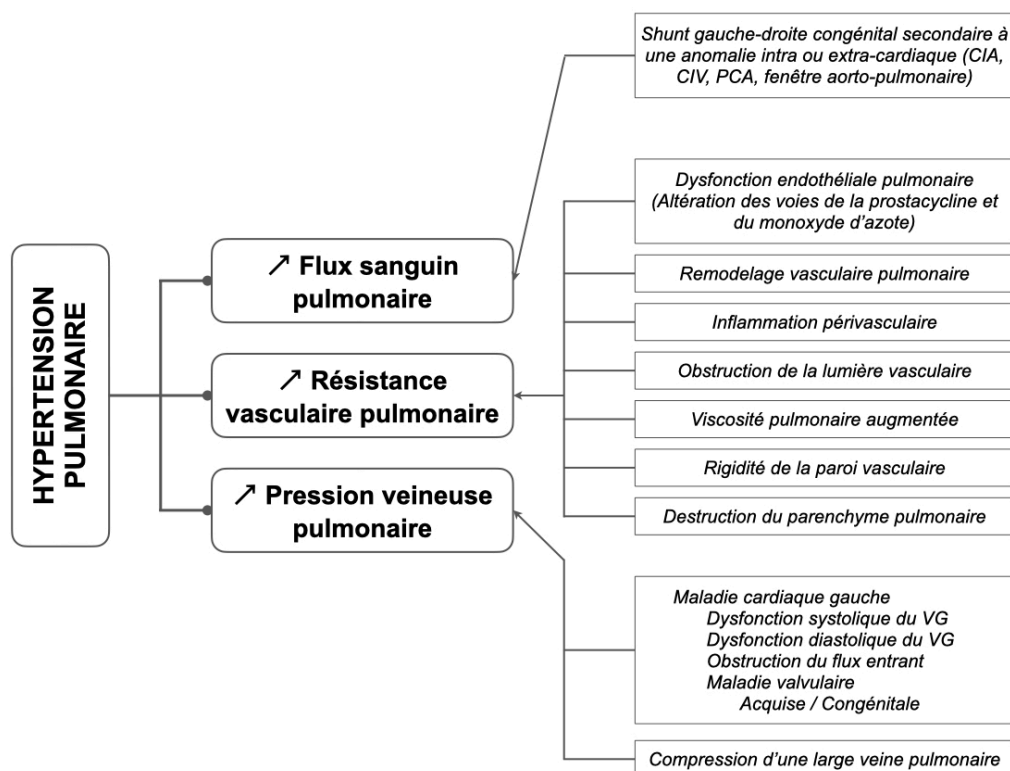 HYPERTENSION
PULMONAIRE
↗ Flux sanguin
pulmonaire
↗ Résistance
vasculaire pulmonaire
↗ Pression veineuse
pulmonaire
Shunt gauche-droite congénital secondaire à
une anomalie intra ou extra-cardiaque (CIA,
CIV, PCA, fenêtre aorto-pulmonaire)
Dysfonction endothéliale pulmonaire
(Altération des voies de la prostacycline et
du monoxyde d’azote)
Remodelage vasculaire pulmonaire
Inflammation périvasculaire
Obstruction de la lumière vasculaire
Viscosité pulmonaire augmentée
Rigidité de la paroi vasculaire
Destruction du parenchyme pulmonaire
Maladie cardiaque gauche
Dysfonction systolique du VG
Dysfonction diastolique du VG
Obstruction du flux entrant
Maladie valvulaire
Acquise / Congénitale
Compression d’une large veine pulmonaire